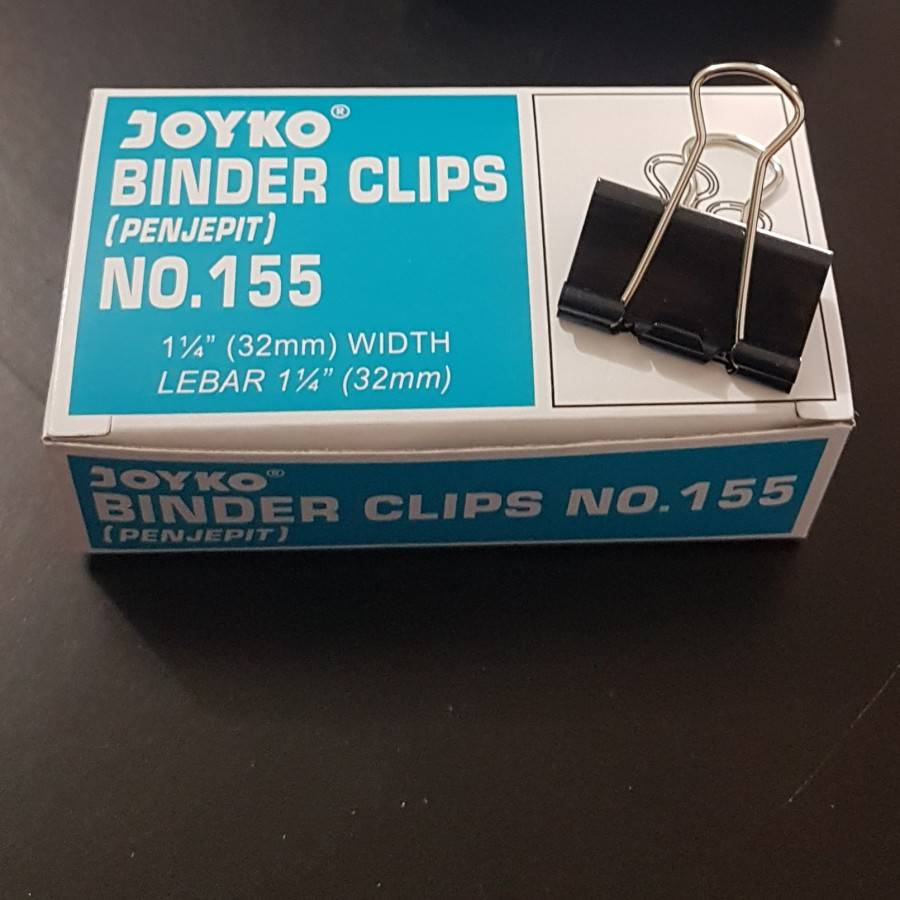 JOYKO®
BINDER CLIPS
(PENJEPIT)
NO.155
1¼” (32mm) WIDTH
LEBAR 1¼” (32mm)
JOYKO®
BINDER CLIPS NO.155
(PENJEPIT)